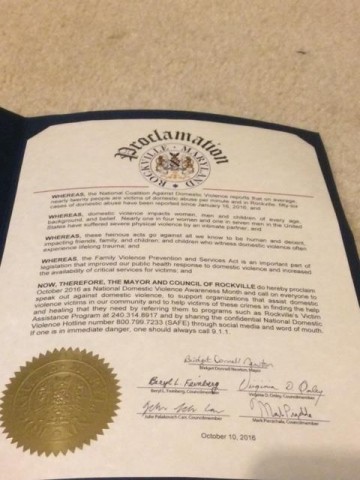 Proclamation
ROCKVILLE MARYLAND
WHEREAS, the National Coalition Against Domestic Violence reports that on average,
nearly twenty people are victims of domestic abuse per minute and in Rockville, fifty six
cases of domestic abuse have been reported since January 16, 2016, and
WHEREAS, domestic violence impacts women, men and children of every age,
background, and belief. Nearly one in four women and one in seven men in the United
States have suffered severe physical violence by an intimate partner; and
WHEREAS, these heinous acts go against all we know to be human and decent,
impacting friends, family, and children; and children who witness domestic violence often
experience lifelong trauma; and
WHEREAS, the Family Violence Prevention and Services Act is an important part of
legislation that improved our public health response to domestic violence and increased
the availability of critical services for victims; and
NOW, THEREFORE, THE MAYOR AND COUNCIL OF ROCKVILLE do hereby proclaim
October 2016 as National Domestic Violence Awareness Month and call on everyone to
speak out against domestic violence, to support organizations that assist domestic
violence victims in our community and to help victims of these crimes in finding the help
and healing that they need by referring them to programs such as Rockville's Victim
Assistance Program at 240.314.8917 and by sharing the confidential National Domestic
Violence Hotline number 800.799.7233 (SAFE) through social media and word of mouth.
If one is in immediate danger, one should always call 9.1.1.
Bridget Donnell Newton
Bridget Donnell Newton, Mayor
Beryl L. Feinberg
Virginia D. Onley
Beryl L. Feinberg, Councilmember
Virginia D. Onley, Councilmember
Julie Palakovich Carr, Councilmember
Mark Pierzchala, Councilmember
October 10, 2016